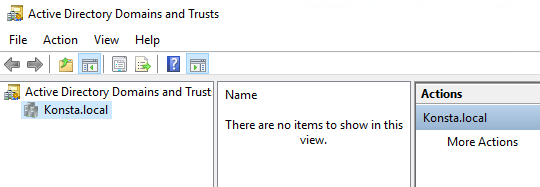 Active Directory Domains and Trusts
File Action View Help
Active Directory Domains and Trust
Konsta.local
Name
There are no items to show in this
view.
Actions
Konsta.local
More Actions